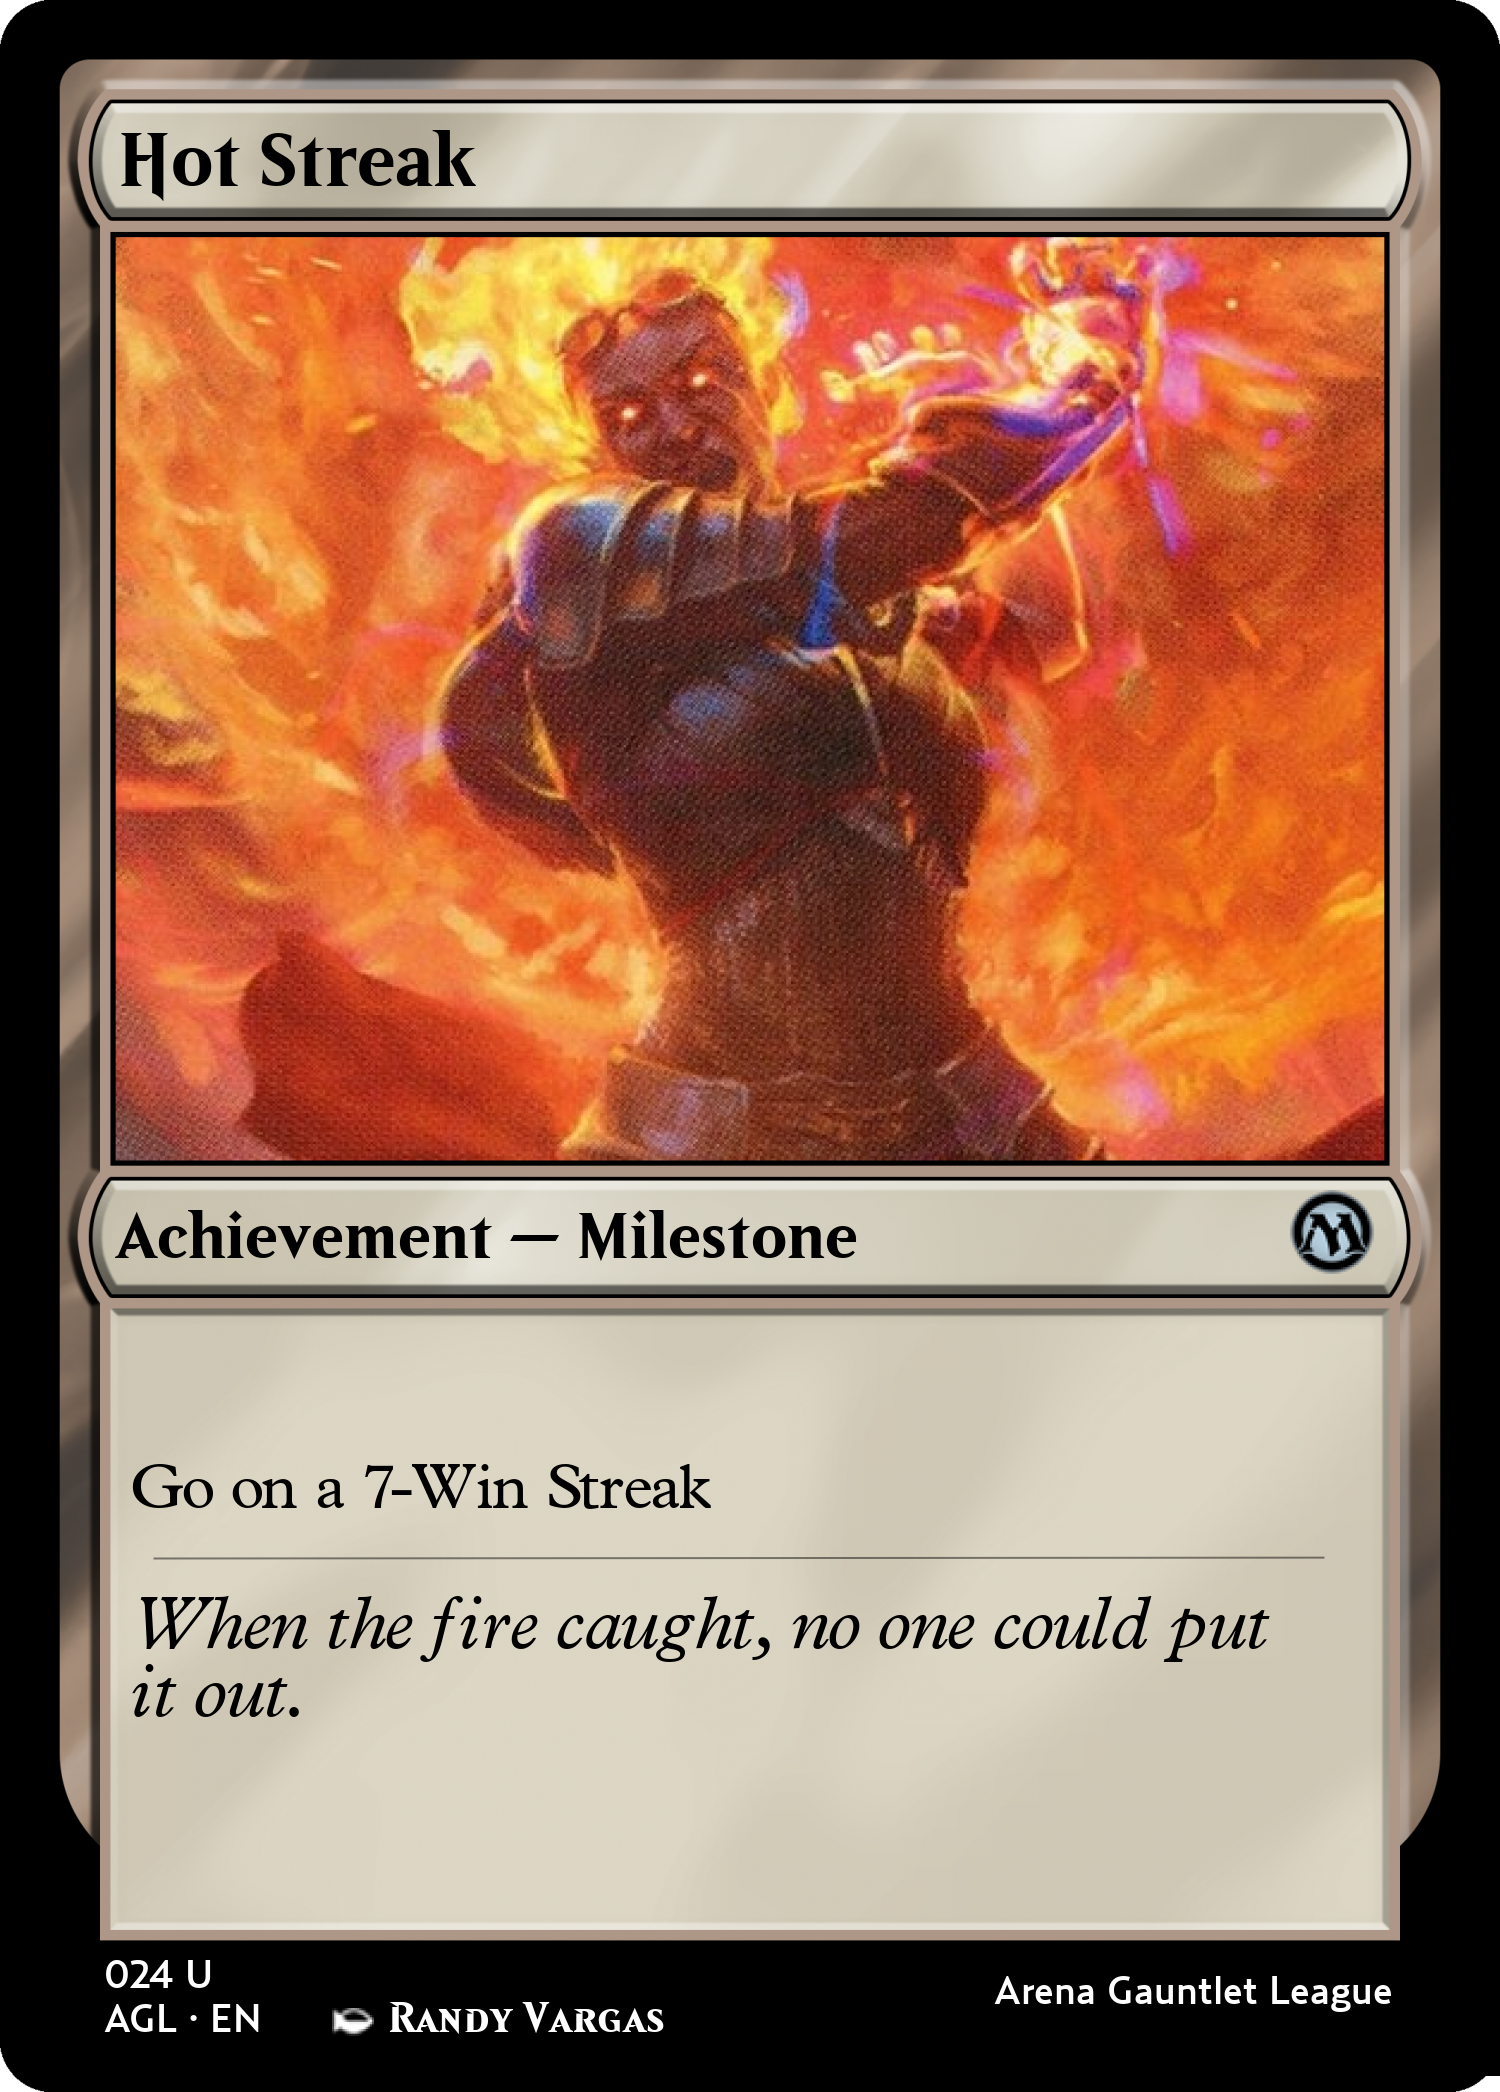 Hot Streak
Achievement — Milestone
M
Go on a 7-Win Streak
When the fire caught, no one could put
it out.
024 U
AGL · EN RANDY VARGAS
Arena Gauntlet League